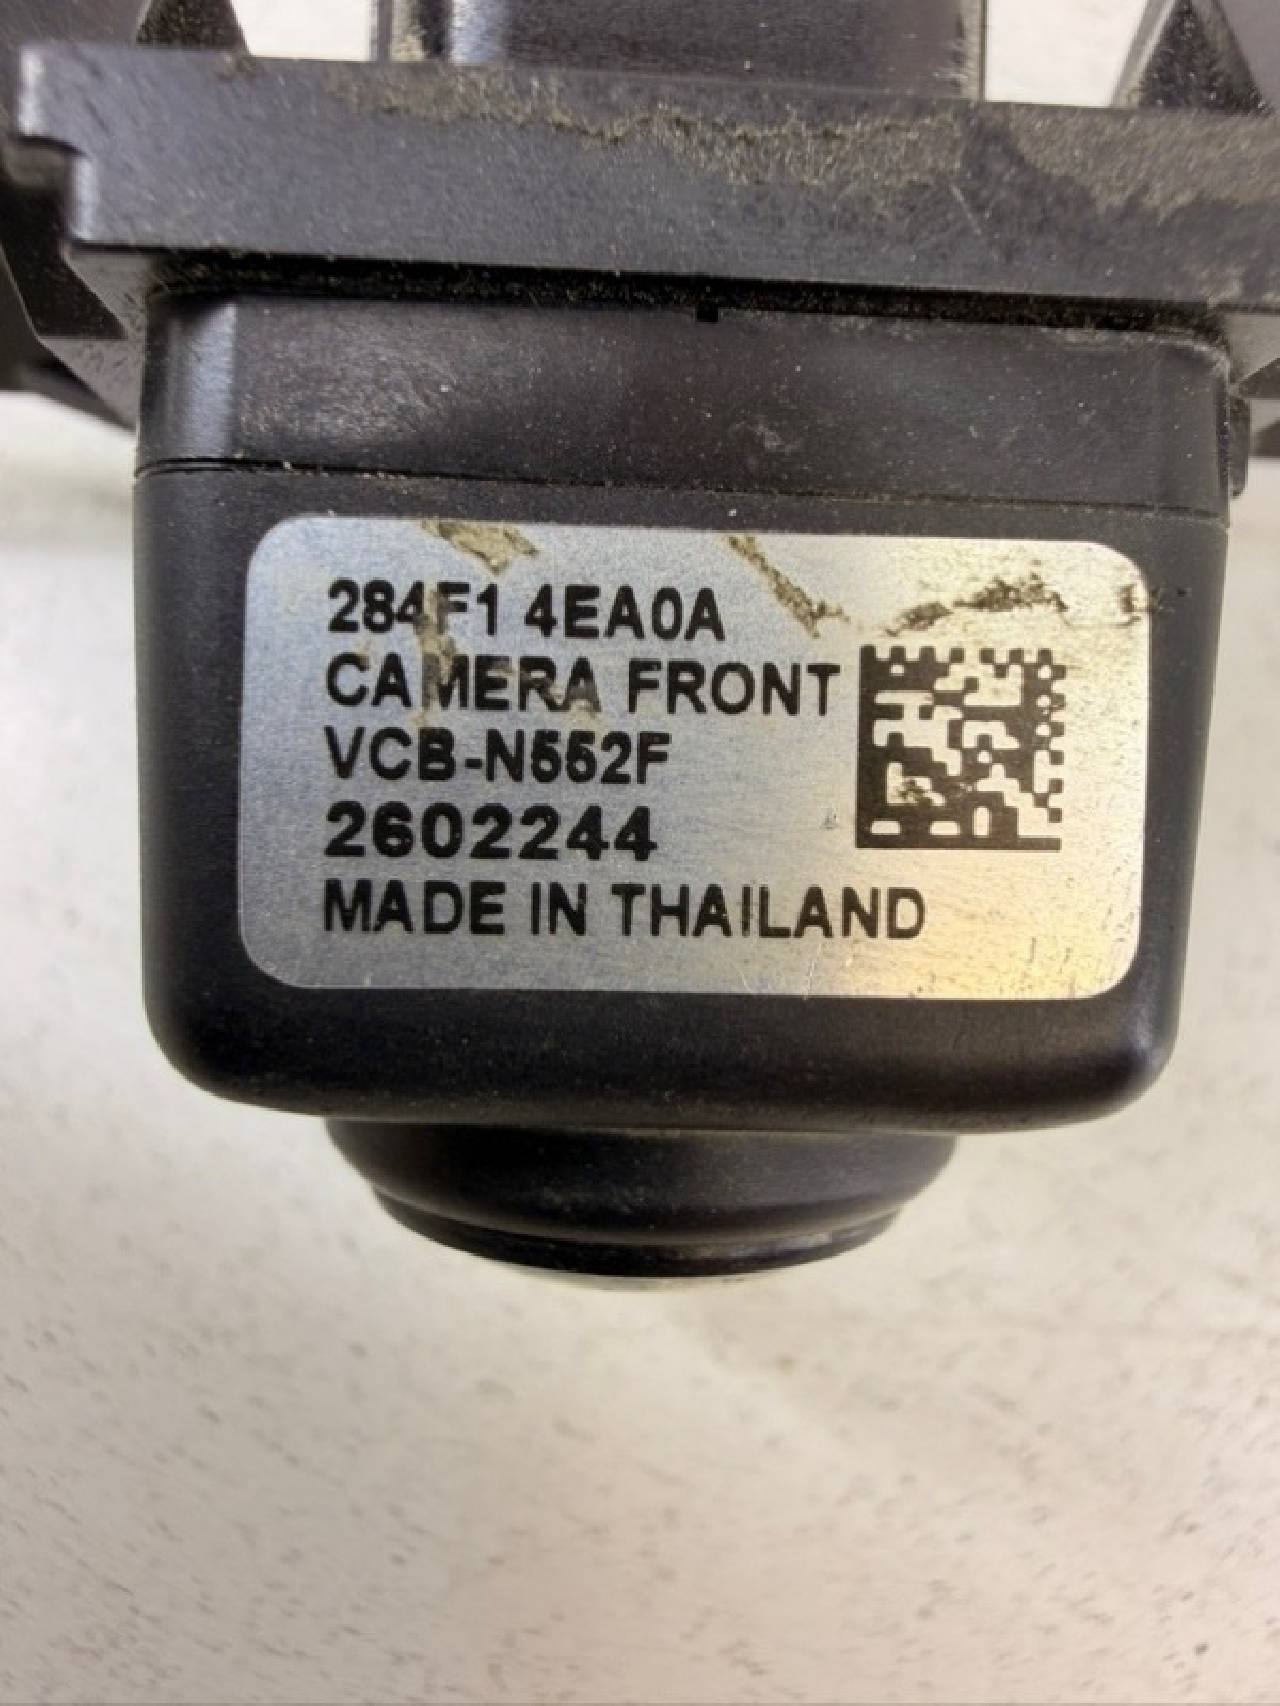 284F1 4EA0A
CAMERA FRONT
VCB-N552F
2602244
MADE IN THAILAND